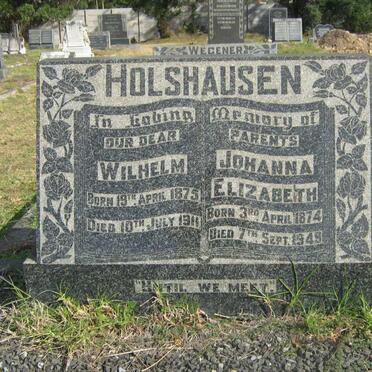 WEGENER
HOLSHAUSEN
In Loving Memory of
OUR DEAR PARENTS
WILHELM
BORN 19TH APRIL 1875
DIED 10TH JULY
JOHANNA
ELIZABETH
BORN 3RD APRIL 1874
DIED 7TH SEPT. 1949
"UNTIL WE MEET."